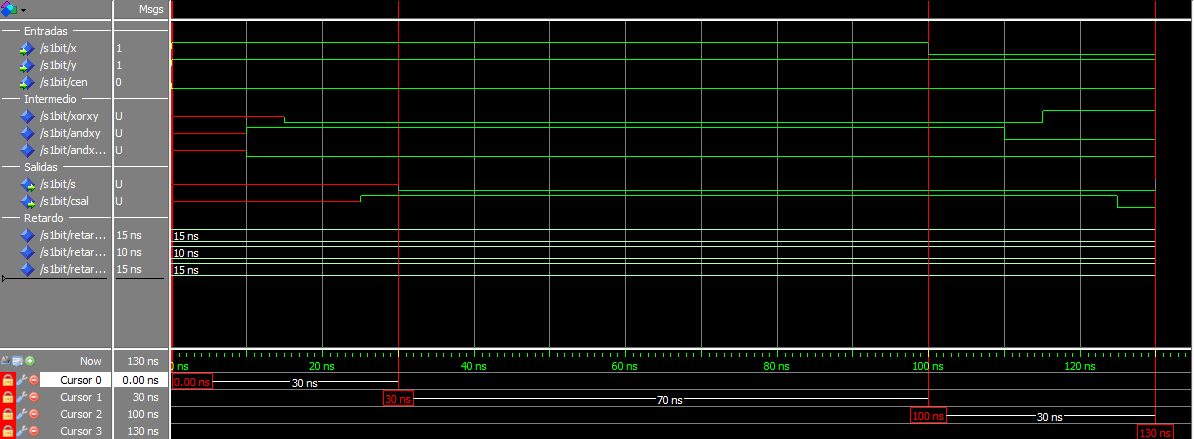 Msgs
Entradas
/s1bit/x 1
/s1bit/y 1
/s1bit/cen 0
Intermedio
/s1bit/xorxy U
/s1bit/andxy U
/s1bit/andx... U
Salidas
/s1bit/s U
/s1bit/csal U
Retardo
/s1bit/retar... 15 ns 15 ns
/s1bit/retar... 10 ns 10 ns
/s1bit/retar... 15 ns 15 ns
Now 130 ns ns 20 ns 40 ns 60 ns 80 ns 100 ns 120 ns
Cursor 0 0.00 ns 0.00 ns 30 ns
Cursor 1 30 ns 30 ns 70 ns
Cursor 2 100 ns 100 ns 30 ns
Cursor 3 130 ns 130 ns